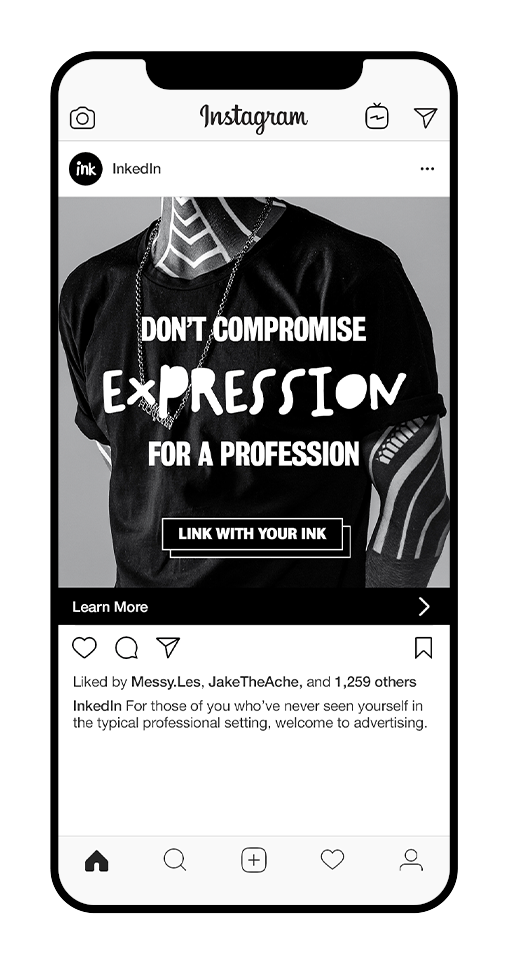 Instagram
ink
InkedIn
DON'T COMPROMISE
EXPRESSION
FOR A PROFESSION
LINK WITH YOUR INK
Learn More
Liked by Messy.Les, JakeTheAche, and 1,259 others
InkedIn For those of you who've never seen yourself in
the typical professional setting, welcome to advertising.